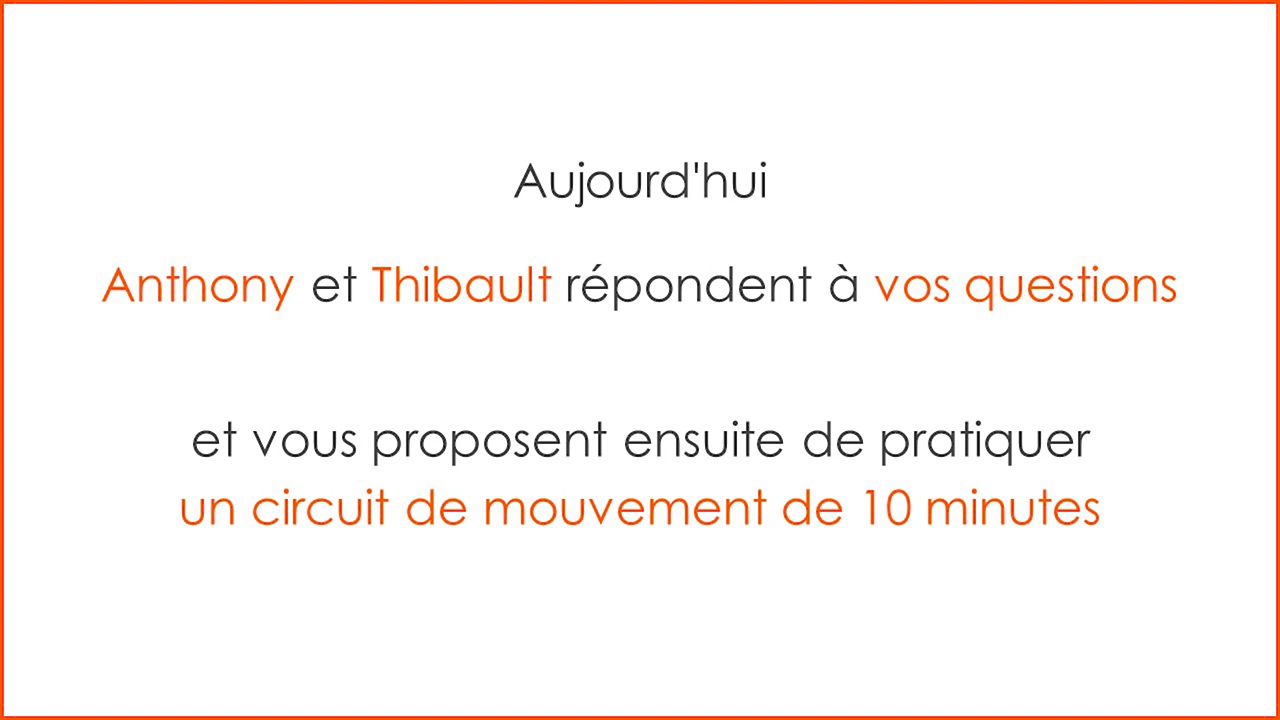 Aujourd'hui
Anthony et Thibault répondent à vos questions
et vous proposent ensuite de pratiquer
un circuit de mouvement de 10 minutes